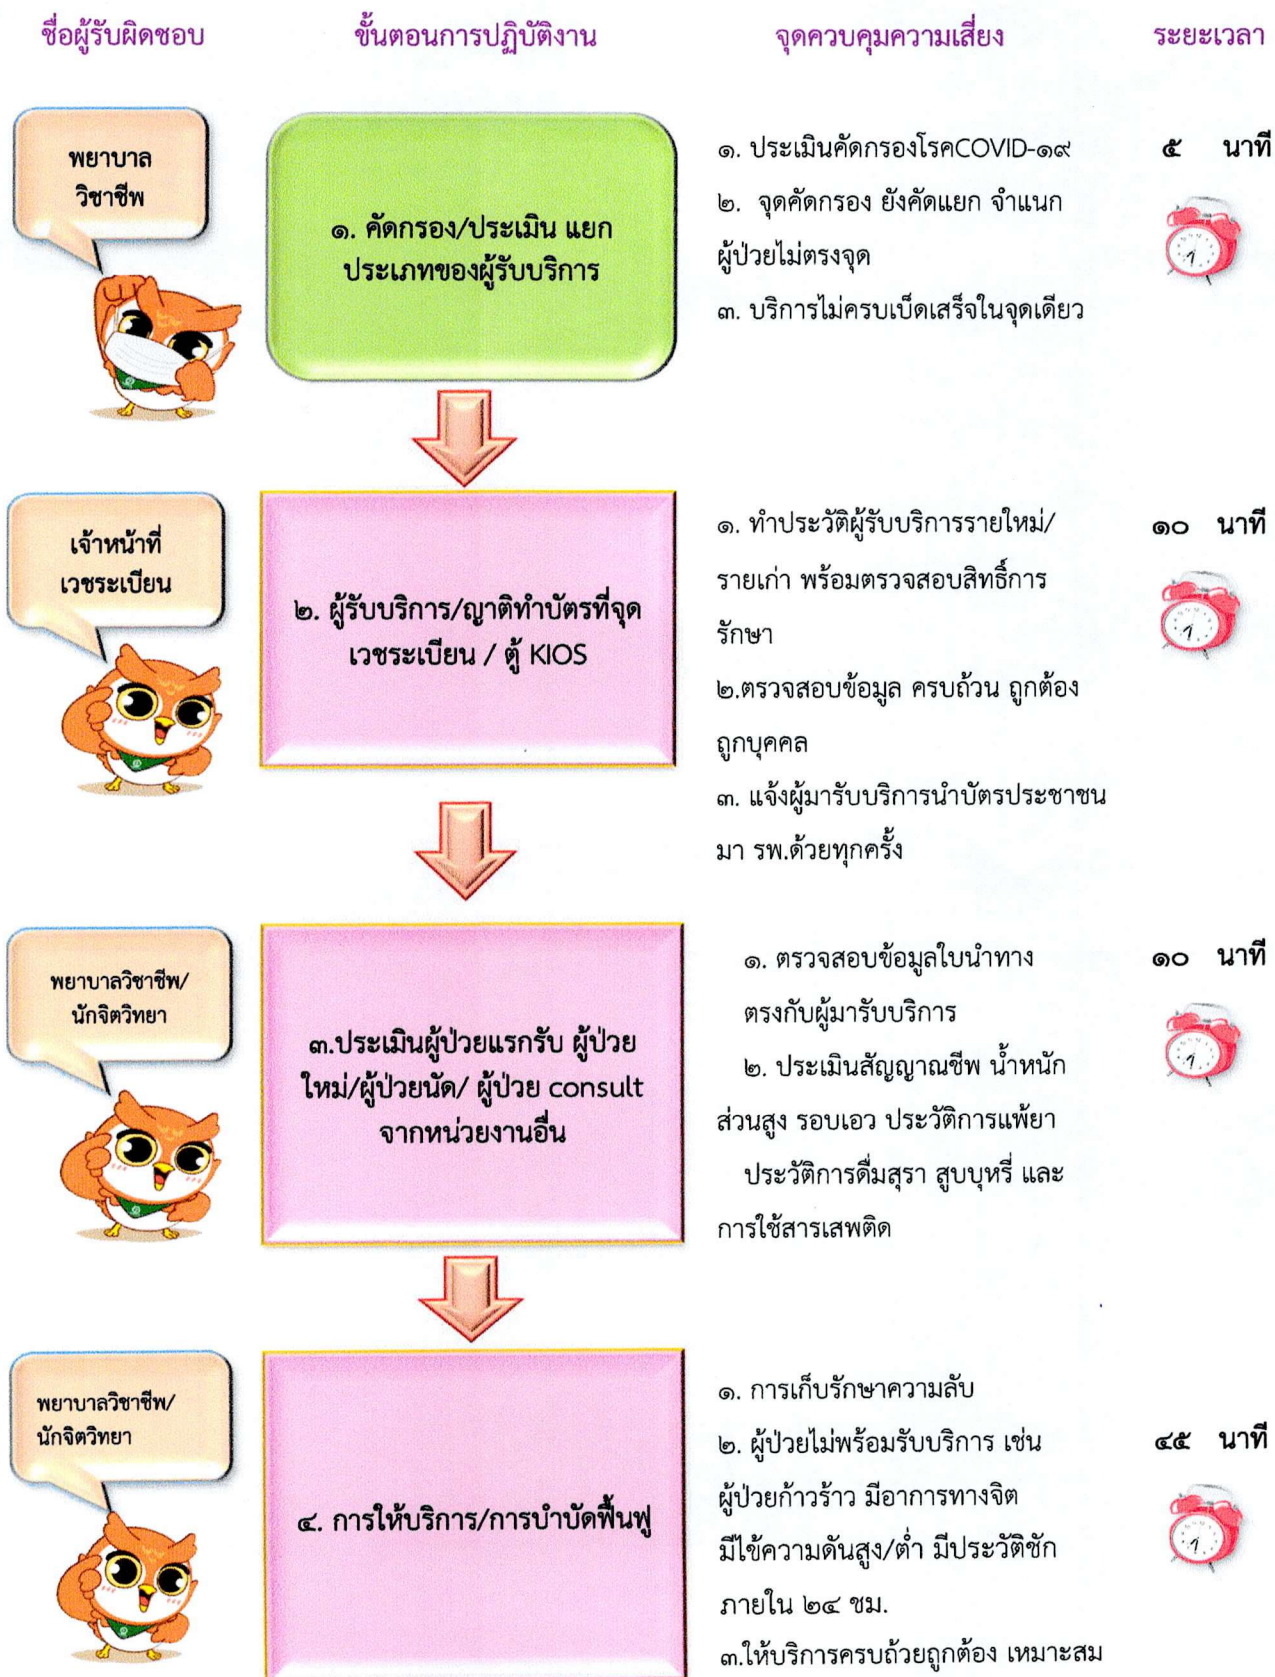 ชื่อผู้รับผิดชอบ
ขั้นตอนการปฏิบัติงาน
จุดควบคุมความเสี่ยง
ระยะเวลา
พยาบาล
วิชาชีพ
๑. คัดกรอง/ประเมิน แยก
ประเภทของผู้รับบริการ
๑. ประเมินคัดกรองโรคCOVID-๑๙
๒. จุดคัดกรอง ยังคัดแยก จำแนก
ผู้ป่วยไม่ตรงจุด
๓. บริการไม่ครบเบ็ดเสร็จในจุดเดียว
๕ นาที
เจ้าหน้าที่
เวชระเบียน
๒. ผู้รับบริการ/ญาติทำบัตรที่จุด
เวชระเบียน / ตู้ KIOS
๑. ทำประวัติผู้รับบริการรายใหม่/
รายเก่า พร้อมตรวจสอบสิทธิ์การ
รักษา
๒.ตรวจสอบข้อมูล ครบถ้วน ถูกต้อง
ถูกบุคคล
๓. แจ้งผู้มารับบริการนำบัตรประชาชน
มา รพ.ด้วยทุกครั้ง
๑๐ นาที
พยาบาลวิชาชีพ/
นักจิตวิทยา
๓.ประเมินผู้ป่วยแรกรับ ผู้ป่วย
ใหม่/ผู้ป่วยนัด/ ผู้ป่วย consult
จากหน่วยงานอื่น
๑. ตรวจสอบข้อมูลใบนำทาง
ตรงกับผู้มารับบริการ
๒. ประเมินสัญญาณชีพ น้ำหนัก
ส่วนสูง รอบเอว ประวัติการแพ้ยา
ประวัติการดื่มสุรา สูบบุหรี่ และ
การใช้สารเสพติด
๑๐ นาที
พยาบาลวิชาชีพ/
นักจิตวิทยา
๔. การให้บริการ/การบำบัดฟื้นฟู
๑. การเก็บรักษาความลับ
๒. ผู้ป่วยไม่พร้อมรับบริการ เช่น
ผู้ป่วยก้าวร้าว มีอาการทางจิต
มีไข้ความดันสูง/ต่ำ มีประวัติชัก
ภายใน ๒๔ ชม.
๓.ให้บริการครบถ้วยถูกต้อง เหมาะสม
๔๕ นาที